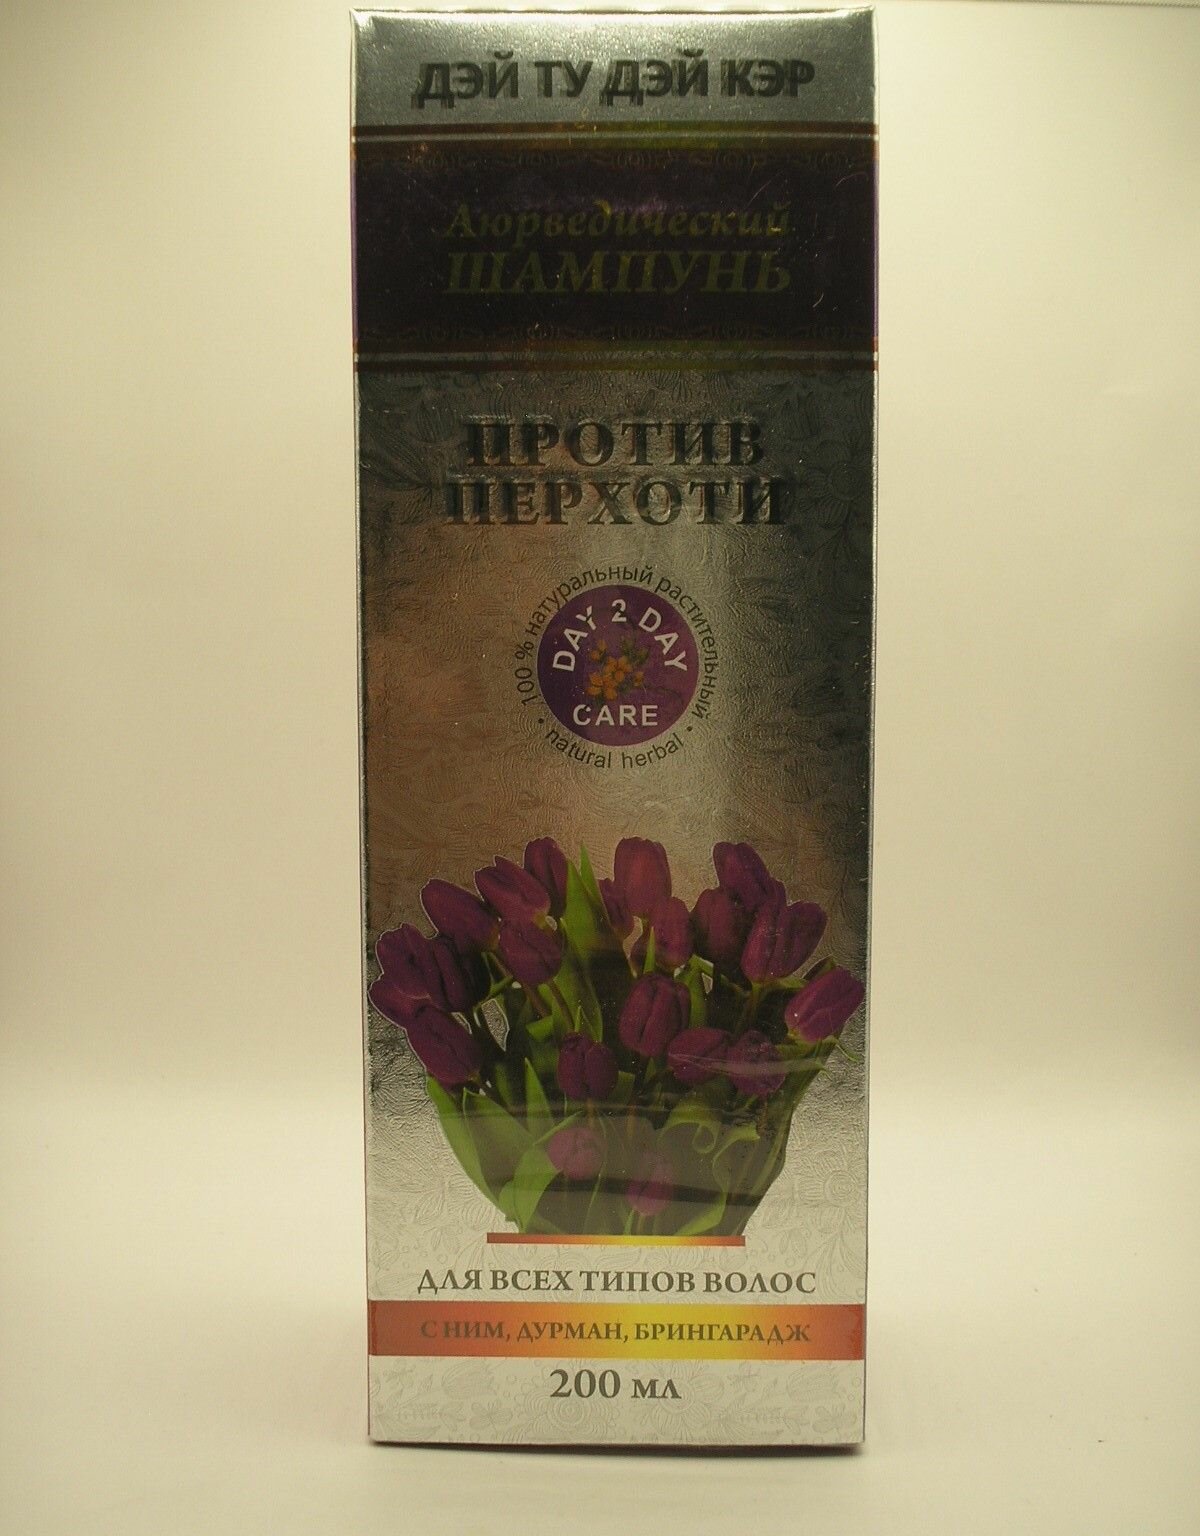 ДЭЙ ТУ ДЭЙ КЭР
Аюрведический
ШАМПУНЬ
ПРОТИВ
ПЕРХОТИ
100 % натуральный растительный
DAY 2 DAY
CARE
• natural herbal •
ДЛЯ ВСЕХ ТИПОВ ВОЛОС
С НИМ, ДУРМАН, БРИНГАРАДЖ
200 мл